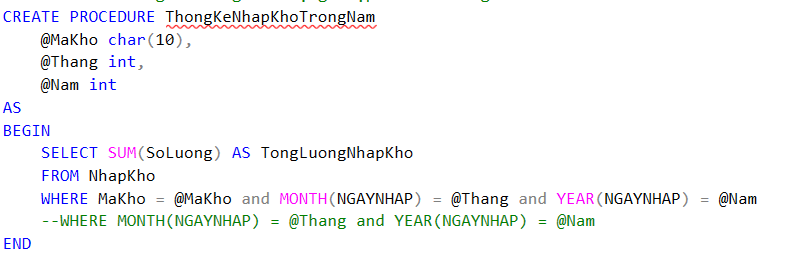 CREATE PROCEDURE ThongKeNhapKhoTrongNam
@MaKho char(10),
@Thang int,
@Nam int
AS
BEGIN
SELECT SUM(SoLuong) AS TongLuongNhapKho
FROM NhapKho
WHERE MaKho = @MaKho and MONTH(NGAYNHAP) = @Thang and YEAR(NGAYNHAP) = @Nam
--WHERE MONTH(NGAYNHAP) = @Thang and YEAR(NGAYNHAP) = @Nam
END